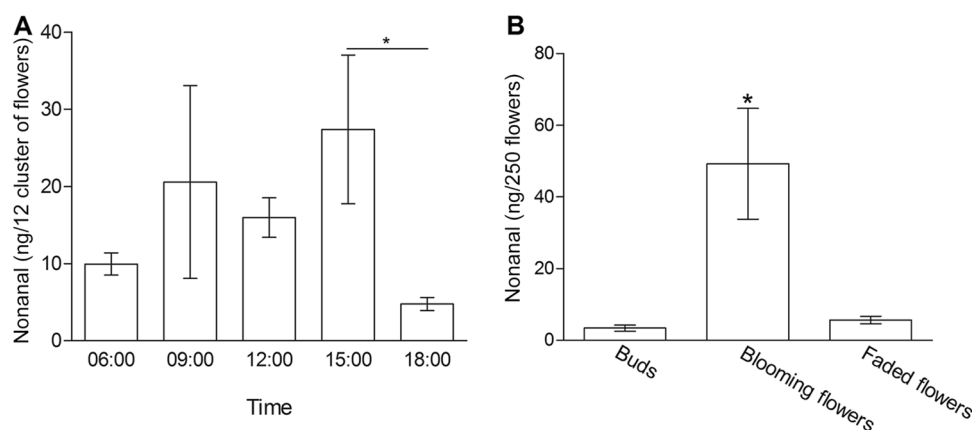 A
Nonanal (ng/12 cluster of flowers)
40
30
20
10
0
*
06:00 09:00 12:00 15:00 18:00
Time
B
Nonanal (ng/250 flowers)
80
60
40
20
0
*
Buds
Blooming flowers
Faded flowers